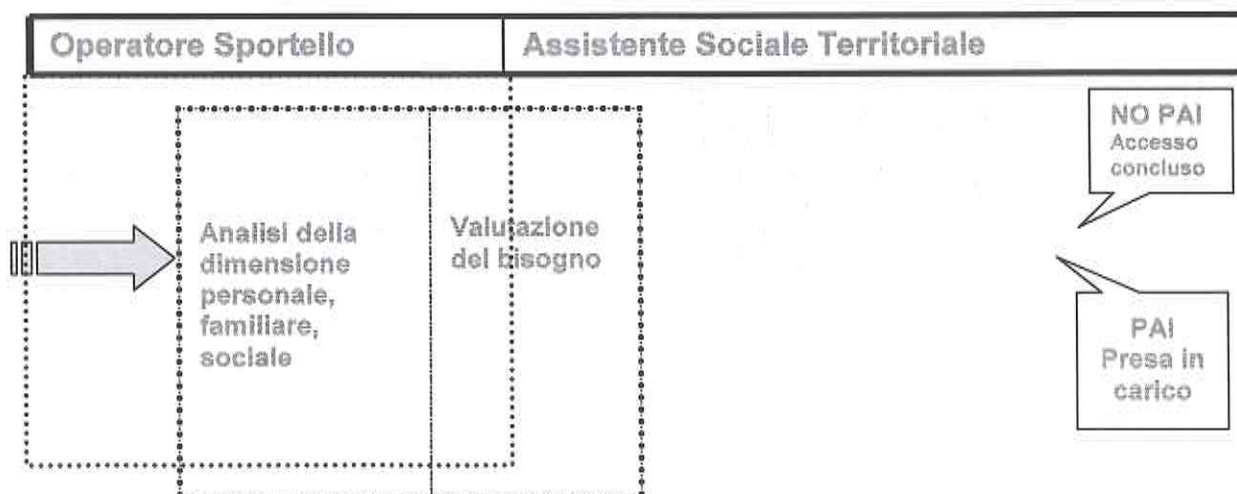 Operatore Sportello
Assistente Sociale Territoriale
NO PAI
Accesso
concluso
Analisi della
dimensione
personale,
familiare,
sociale
Valutazione
del bisogno
PAI
Presa in
carico